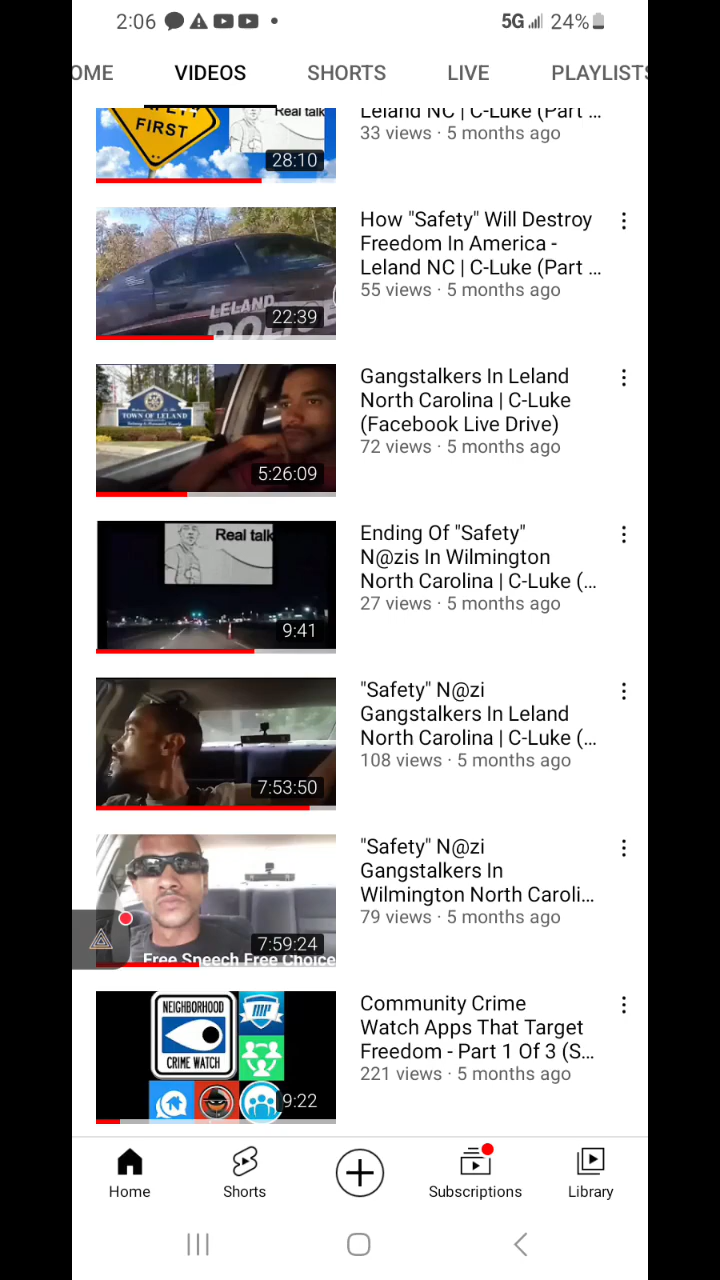 2:06
5G 24%
OME VIDEOS SHORTS LIVE PLAYLISTS
FIRST
Real talk
28:10
Leland NC | C-Luke (Part ...
33 views · 5 months ago
LELAND
POLICE
22:39
How "Safety" Will Destroy
Freedom In America -
Leland NC | C-Luke (Part ...
55 views · 5 months ago
TOWN OF LELAND
5:26:09
Gangstalkers In Leland
North Carolina | C-Luke
(Facebook Live Drive)
72 views · 5 months ago
Real talk
9:41
Ending Of "Safety"
N@zis In Wilmington
North Carolina | C-Luke (...
27 views · 5 months ago
7:53:50
"Safety" N@zi
Gangstalkers In Leland
North Carolina | C-Luke (...
108 views · 5 months ago
7:59:24
Free Speech Free Choice
"Safety" N@zi
Gangstalkers In
Wilmington North Caroli...
79 views · 5 months ago
NEIGHBORHOOD
CRIME WATCH
MP
9:22
Community Crime
Watch Apps That Target
Freedom - Part 1 Of 3 (S...
221 views · 5 months ago
Home Shorts Subscriptions Library